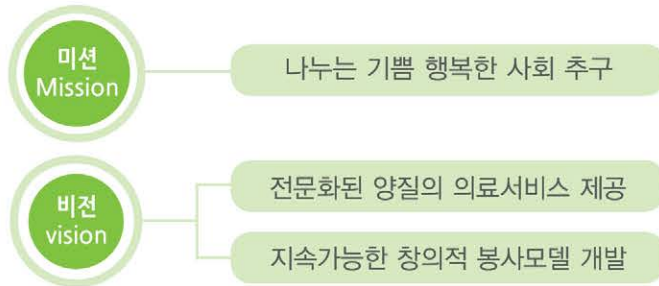 미션
Mission
나누는 기쁨 행복한 사회 추구
비전
vision
전문화된 양질의 의료서비스 제공
지속가능한 창의적 봉사모델 개발